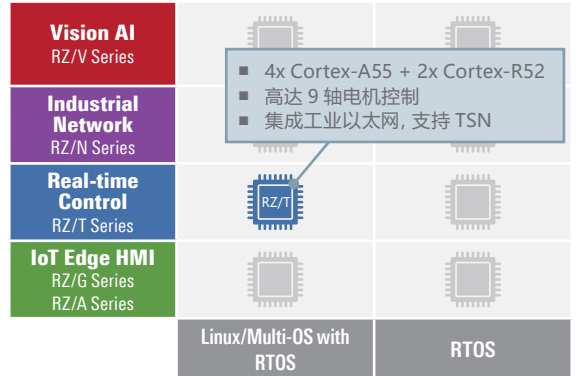 Vision AI
RZ/V Series
4x Cortex-A55 + 2x Cortex-R52
高达 9 轴电机控制
集成工业以太网, 支持 TSN
Industrial
Network
RZ/N Series
Real-time
Control
RZ/T Series
RZ/T
IoT Edge HMI
RZ/G Series
RZ/A Series
Linux/Multi-OS with
RTOS
RTOS